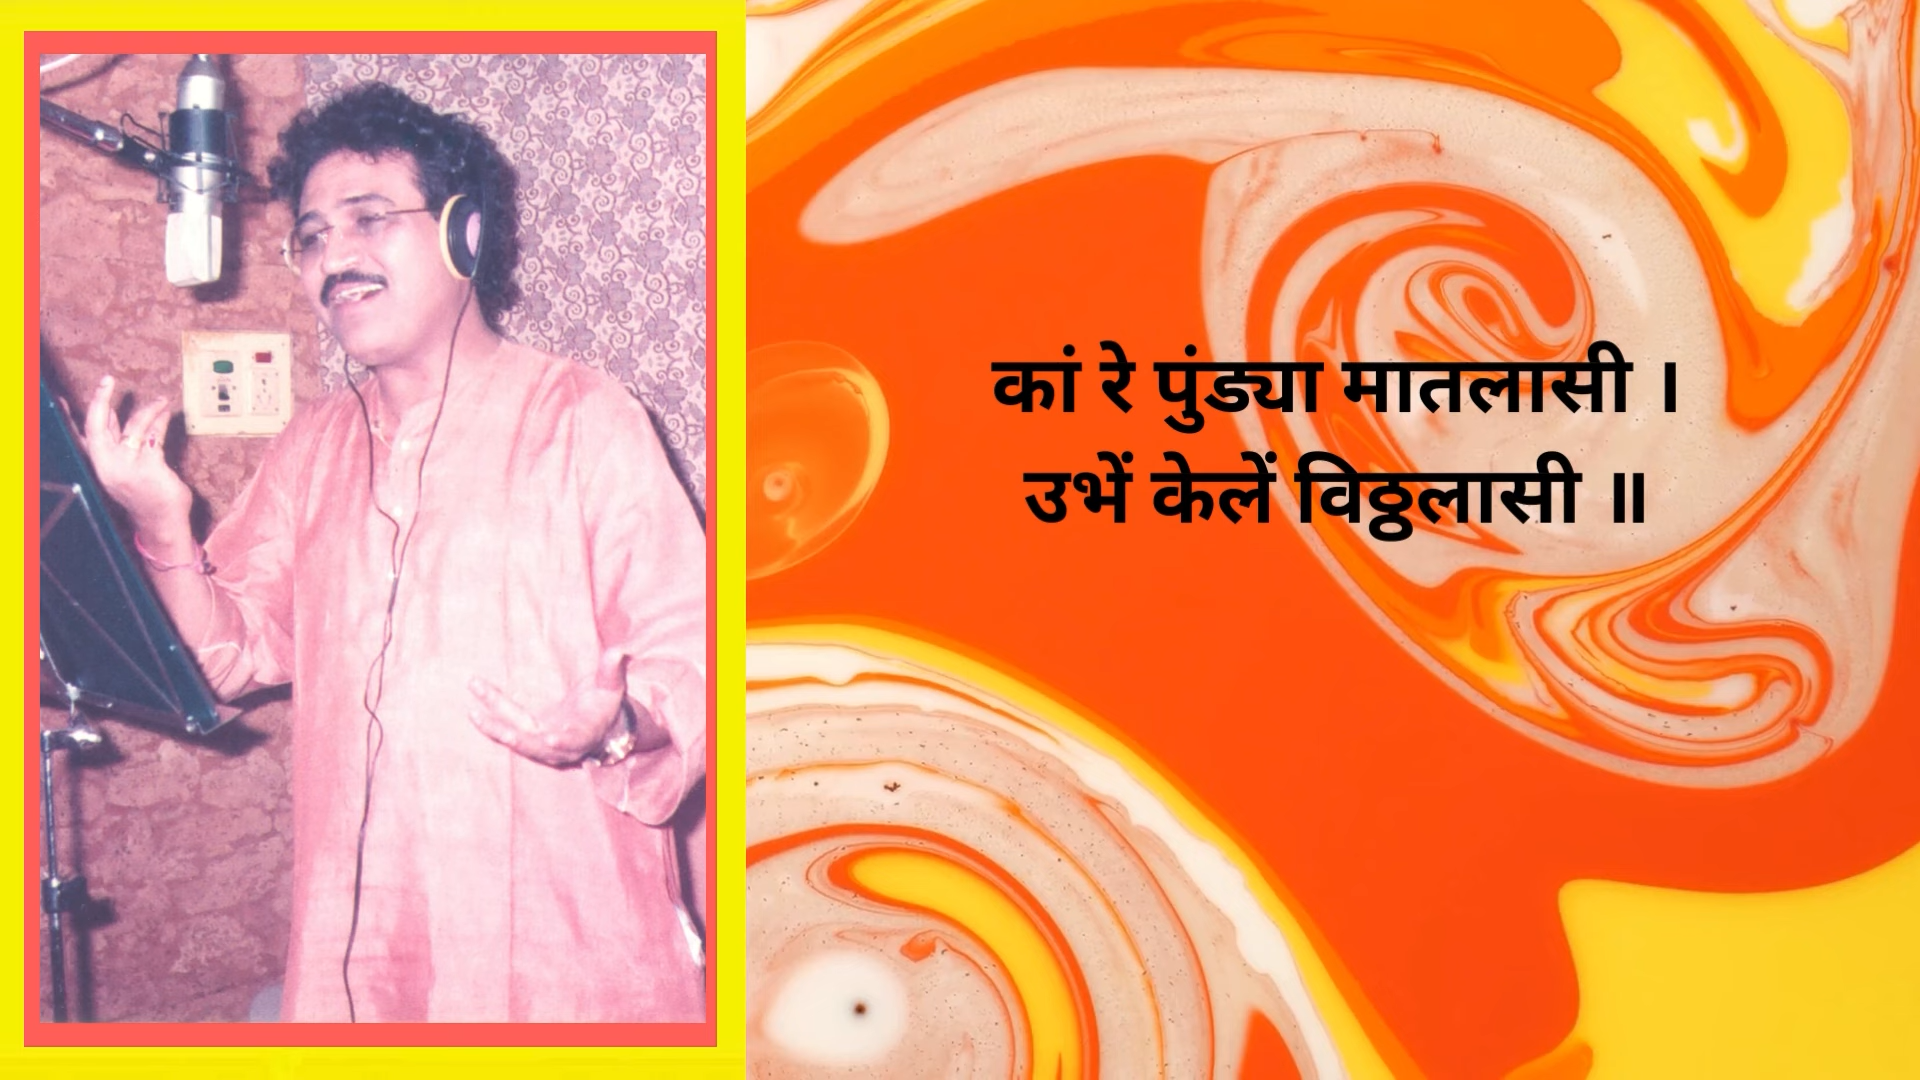 कां रे पुंड्या मातलासी ।
उभें केलें विठ्ठलासी ॥